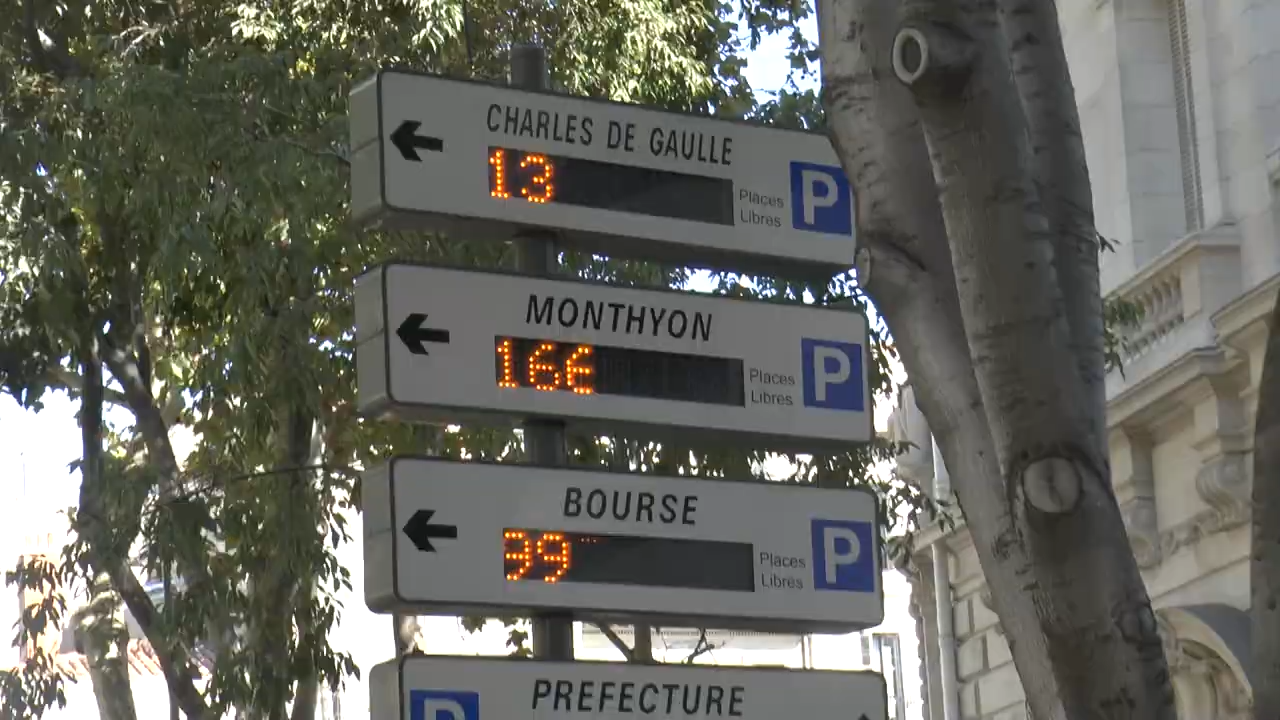 CHARLES DE GAULLE
13
Places
Libres
P
MONTHYON
166
Places
Libres
P
BOURSE
99
Places
Libres
P
PREFECTURE
P